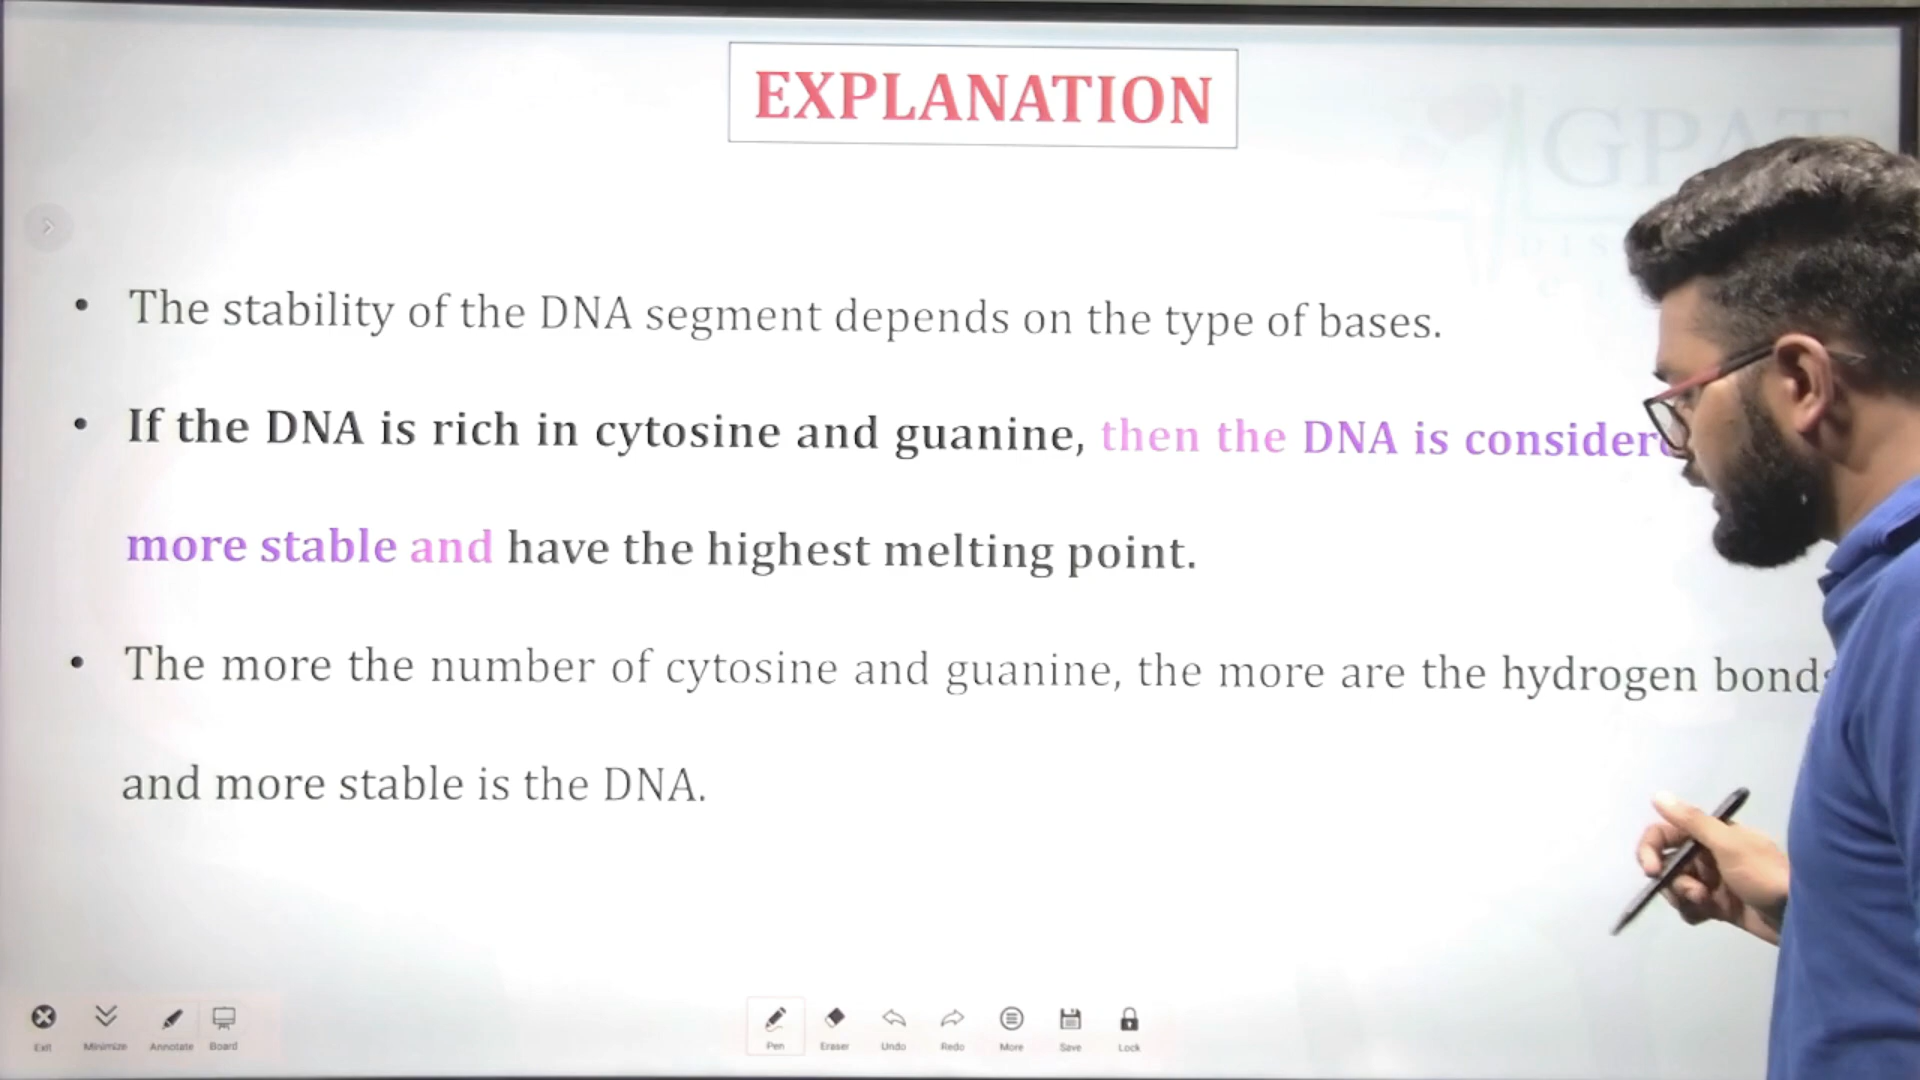 EXPLANATION
GPAT
• The stability of the DNA segment depends on the type of bases.
• If the DNA is rich in cytosine and guanine, then the DNA is
more stable and have the highest melting point.
• The more the number of cytosine and guanine, the more are the hydrogen bonds
and more stable is the DNA.
Exit Minimize Annotate Board Pen Eraser Undo Redo More Save Lock